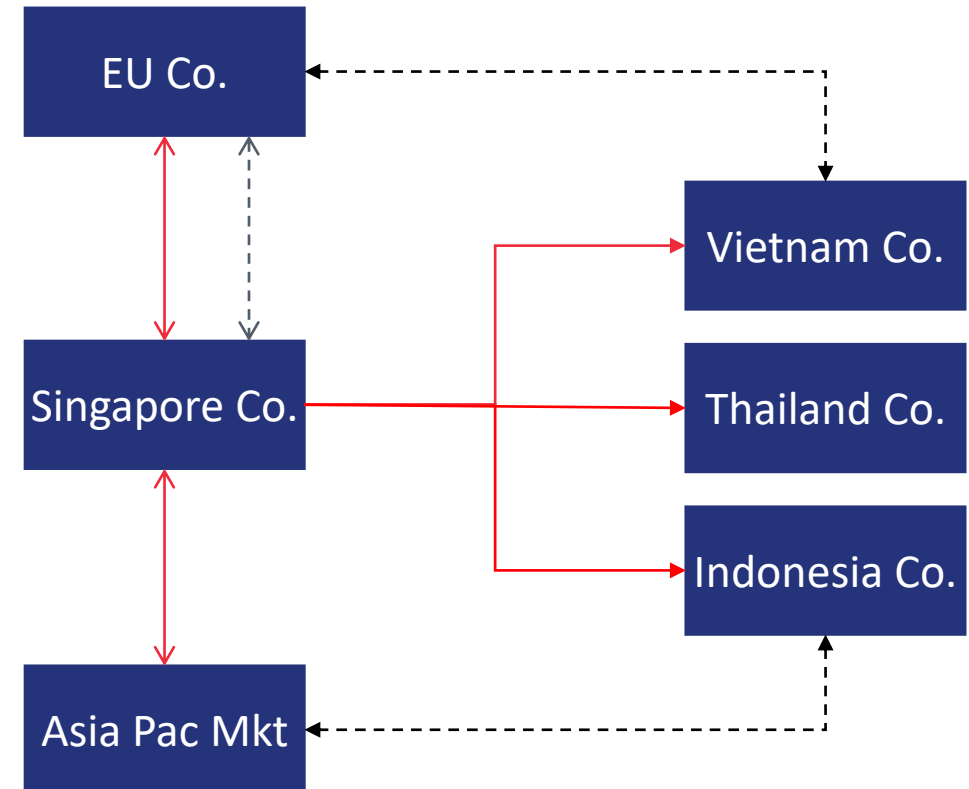 EU Co.
Vietnam Co.
Singapore Co.
Thailand Co.
Indonesia Co.
Asia Pac Mkt